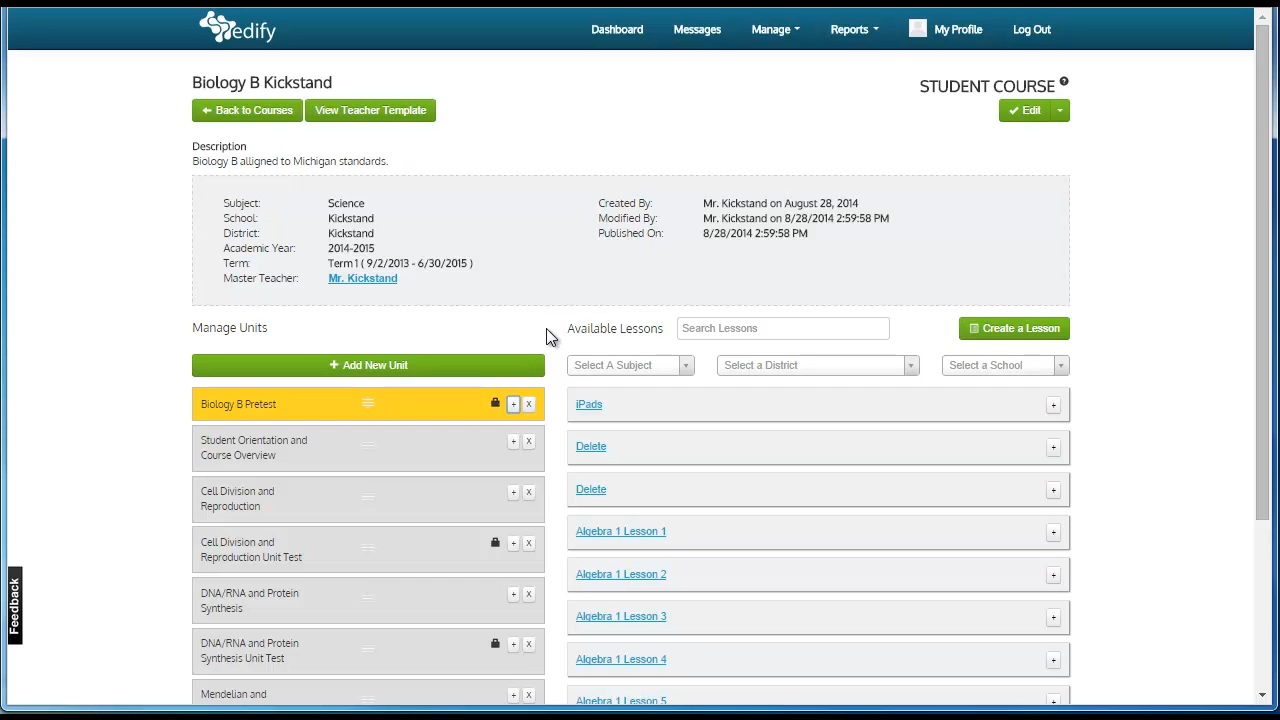 edify
Dashboard
Messages
Manage
Reports
My Profile
Log Out
Biology B Kickstand
STUDENT COURSE ?
Back to Courses
View Teacher Template
Edit
Description
Biology B alligned to Michigan standards.
Subject: Science
School: Kickstand
District: Kickstand
Academic Year: 2014-2015
Term: Term 1 ( 9/2/2013 - 6/30/2015 )
Master Teacher: Mr. Kickstand
Created By: Mr. Kickstand on August 28, 2014
Modified By: Mr. Kickstand on 8/28/2014 2:59:58 PM
Published On: 8/28/2014 2:59:58 PM
Manage Units
+ Add New Unit
Biology B Pretest + X
Student Orientation and
Course Overview + X
Cell Division and
Reproduction + X
Cell Division and
Reproduction Unit Test + X
DNA/RNA and Protein
Synthesis + X
DNA/RNA and Protein
Synthesis Unit Test + X
Mendelian and + X
Available Lessons
Search Lessons
Create a Lesson
Select A Subject
Select a District
Select a School
iPads +
Delete +
Delete +
Algebra 1 Lesson 1 +
Algebra 1 Lesson 2 +
Algebra 1 Lesson 3 +
Algebra 1 Lesson 4 +
Algebra 1 Lesson 5 +
Feedback